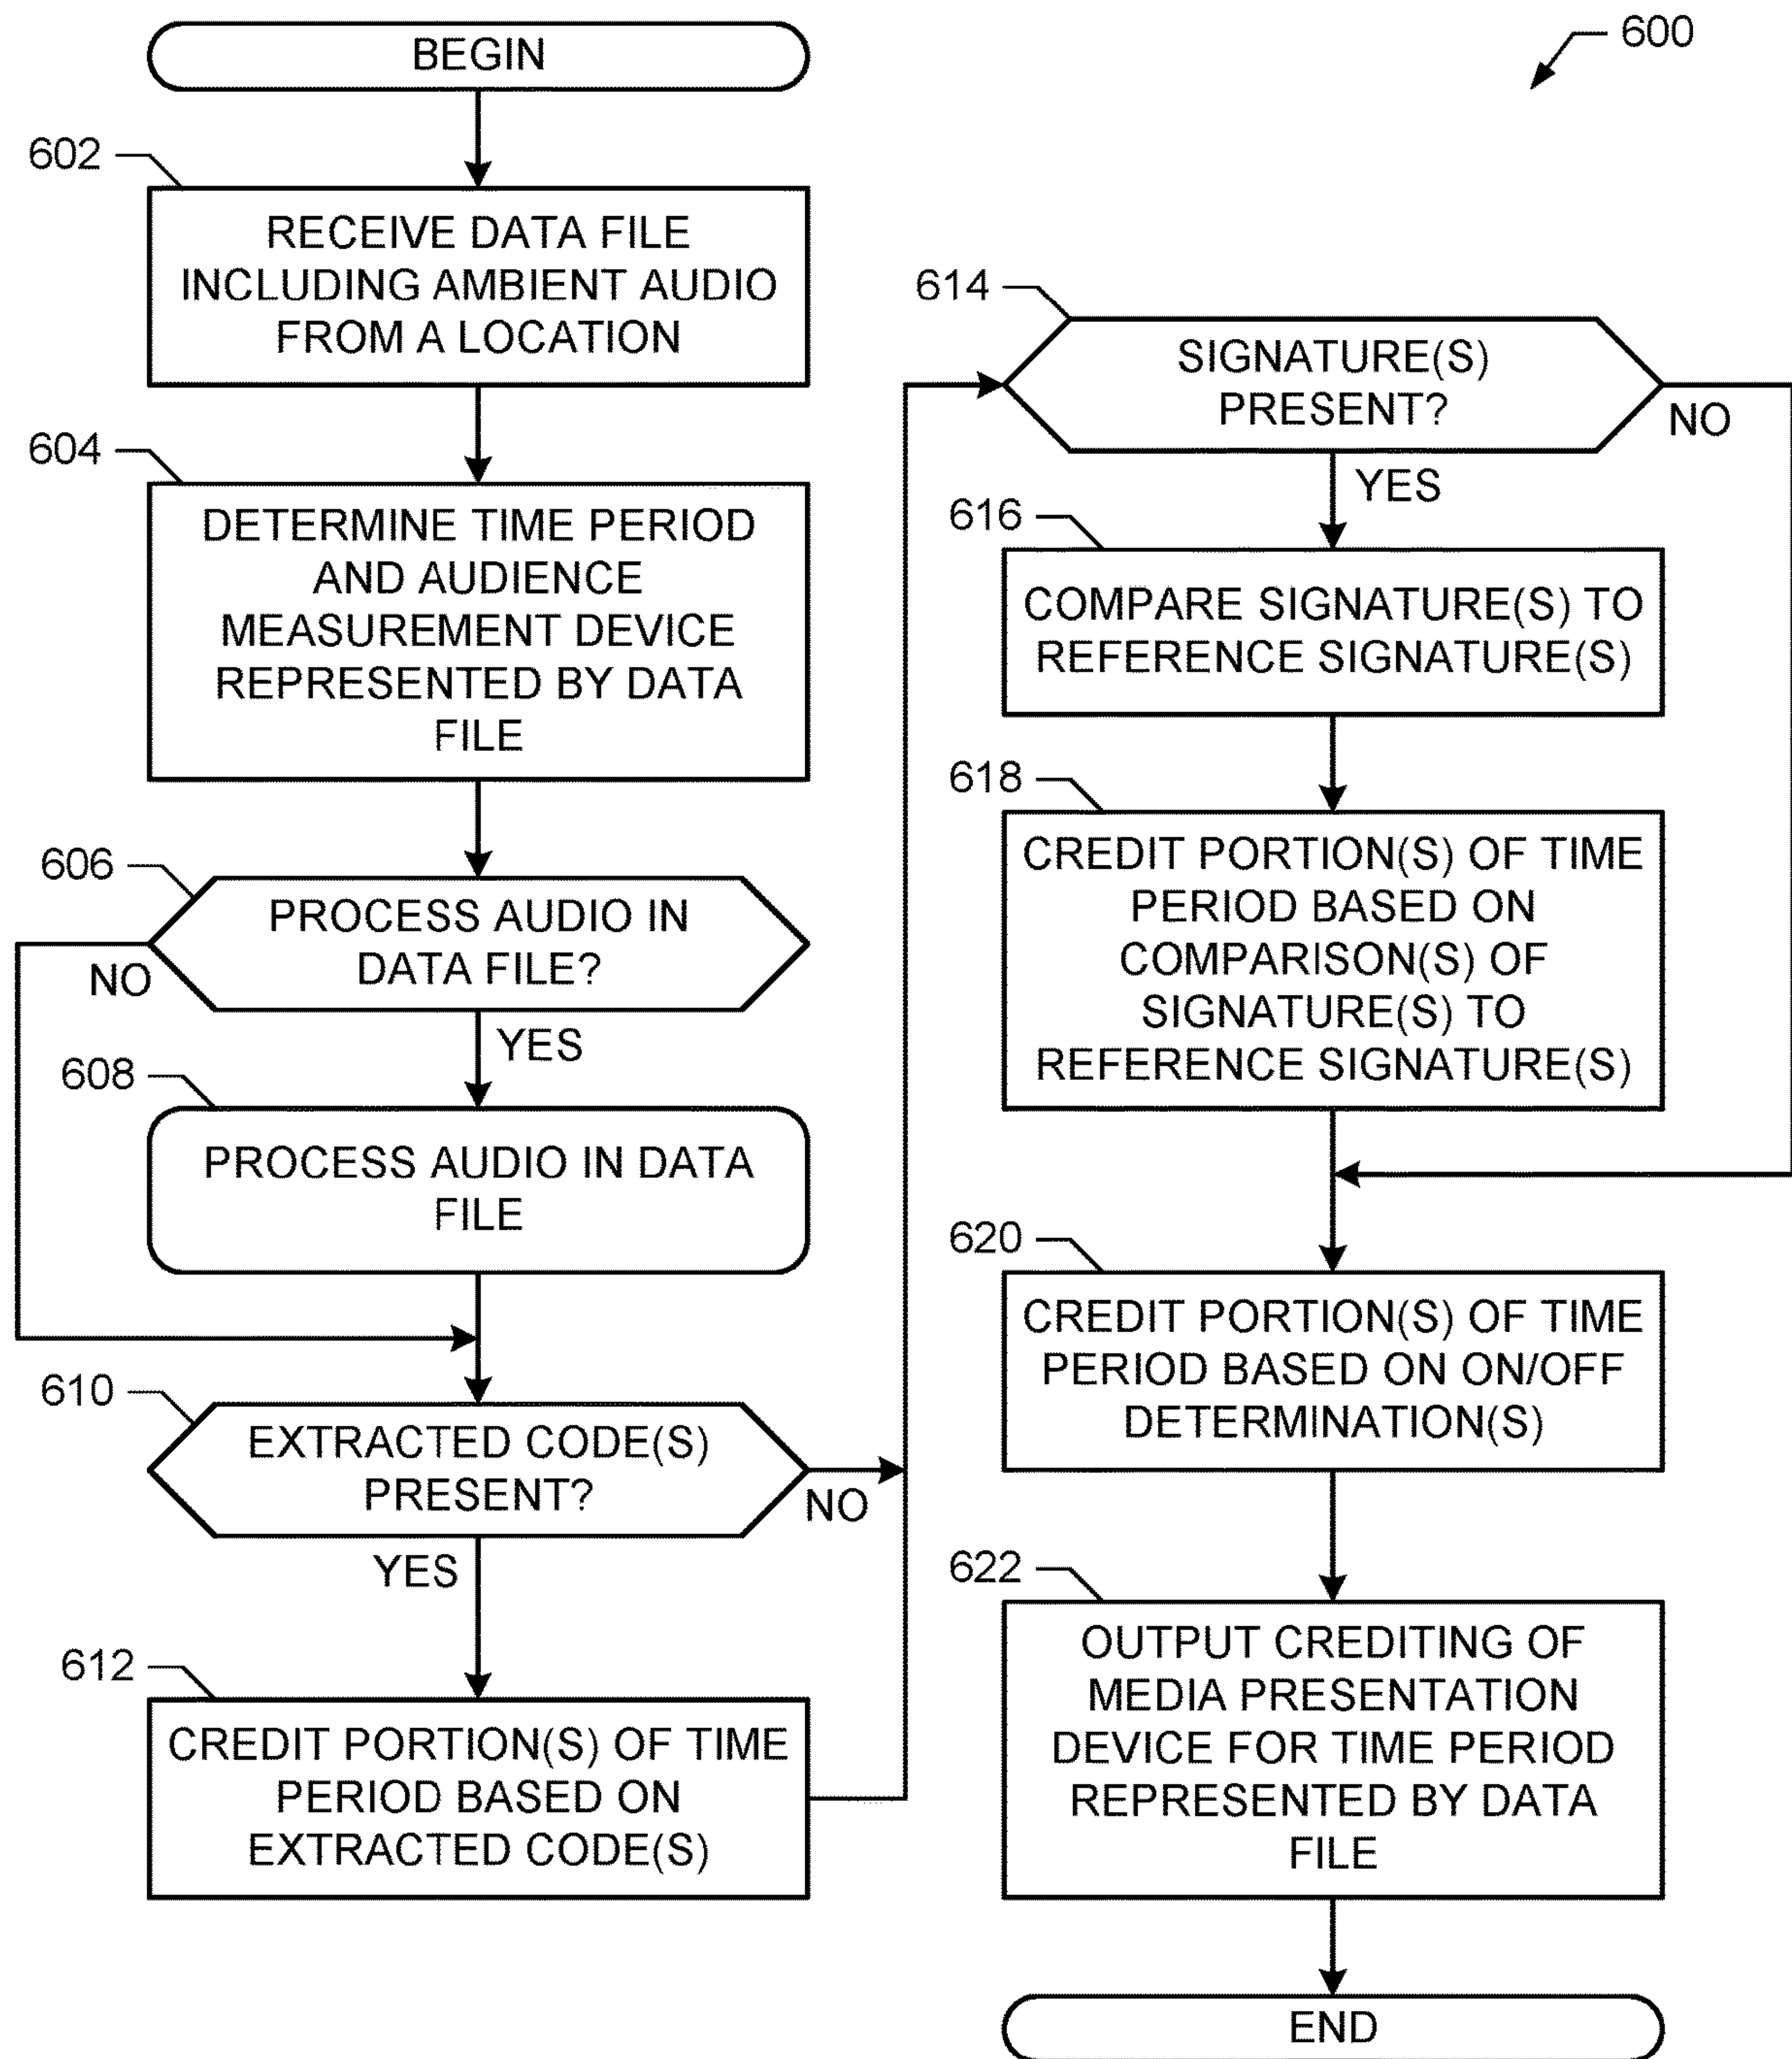 600
BEGIN
602
RECEIVE DATA FILE
INCLUDING AMBIENT AUDIO
FROM A LOCATION
604
DETERMINE TIME PERIOD
AND AUDIENCE
MEASUREMENT DEVICE
REPRESENTED BY DATA
FILE
606
PROCESS AUDIO IN
DATA FILE?
NO
YES
608
PROCESS AUDIO IN DATA
FILE
610
EXTRACTED CODE(S)
PRESENT?
NO
YES
612
CREDIT PORTION(S) OF TIME
PERIOD BASED ON
EXTRACTED CODE(S)
614
SIGNATURE(S)
PRESENT?
NO
YES
616
COMPARE SIGNATURE(S) TO
REFERENCE SIGNATURE(S)
618
CREDIT PORTION(S) OF TIME
PERIOD BASED ON
COMPARISON(S) OF
SIGNATURE(S) TO
REFERENCE SIGNATURE(S)
620
CREDIT PORTION(S) OF TIME
PERIOD BASED ON ON/OFF
DETERMINATION(S)
622
OUTPUT CREDITING OF
MEDIA PRESENTATION
DEVICE FOR TIME PERIOD
REPRESENTED BY DATA
FILE
END